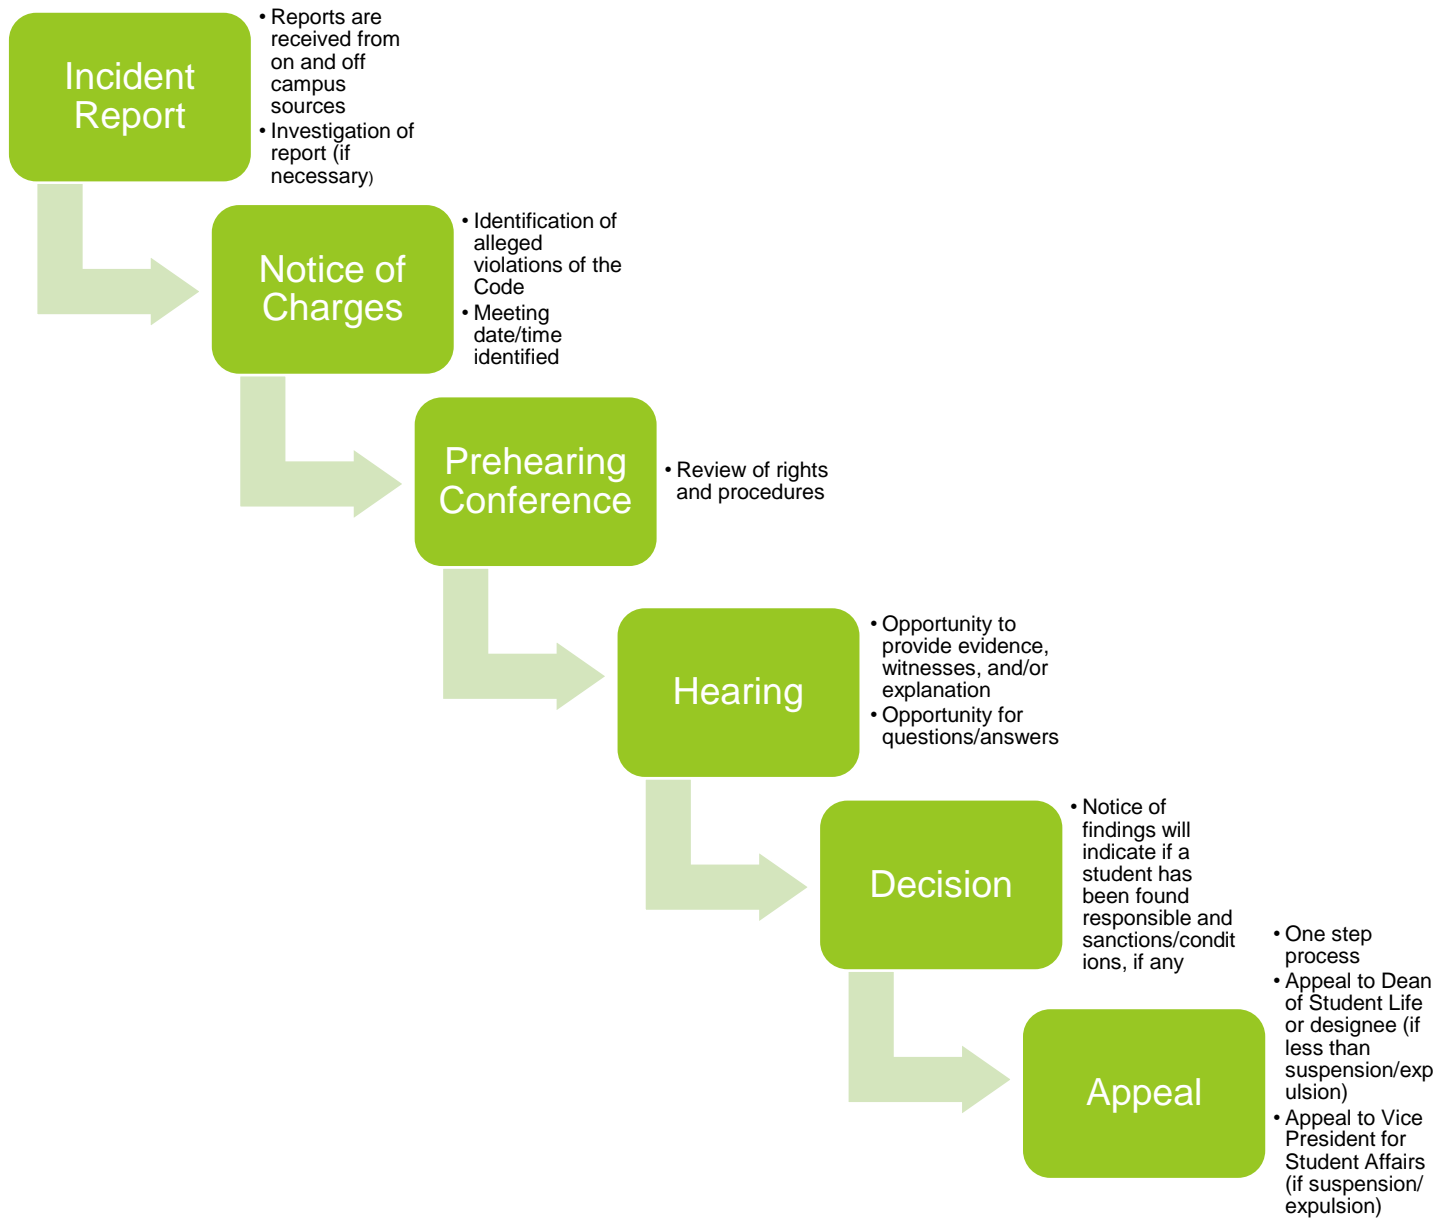 Incident
Report
• Reports are
received from
on and off
campus
sources
• Investigation of
report (if
necessary)
Notice of
Charges
• Identification of
alleged
violations of the
Code
• Meeting
date/time
identified
Prehearing
Conference
• Review of rights
and procedures
Hearing
• Opportunity to
provide evidence,
witnesses, and/or
explanation
• Opportunity for
questions/answers
Decision
• Notice of
findings will
indicate if a
student has
been found
responsible and
sanctions/condit
ions, if any
Appeal
• One step
process
• Appeal to Dean
of Student Life
or designee (if
less than
suspension/exp
ulsion)
• Appeal to Vice
President for
Student Affairs
(if suspension/
expulsion)